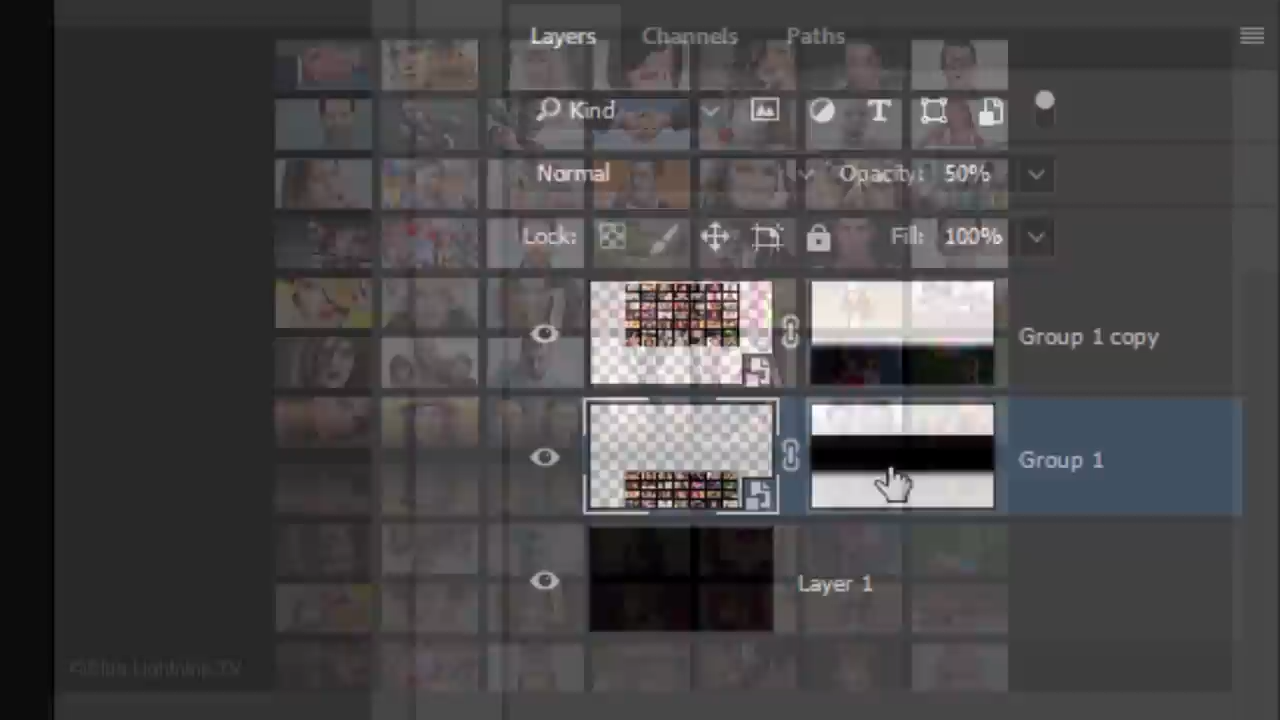 Layers Channels Paths
Kind
Normal Opacity: 50%
Lock: Fill: 100%
Group 1 copy
Group 1
Layer 1